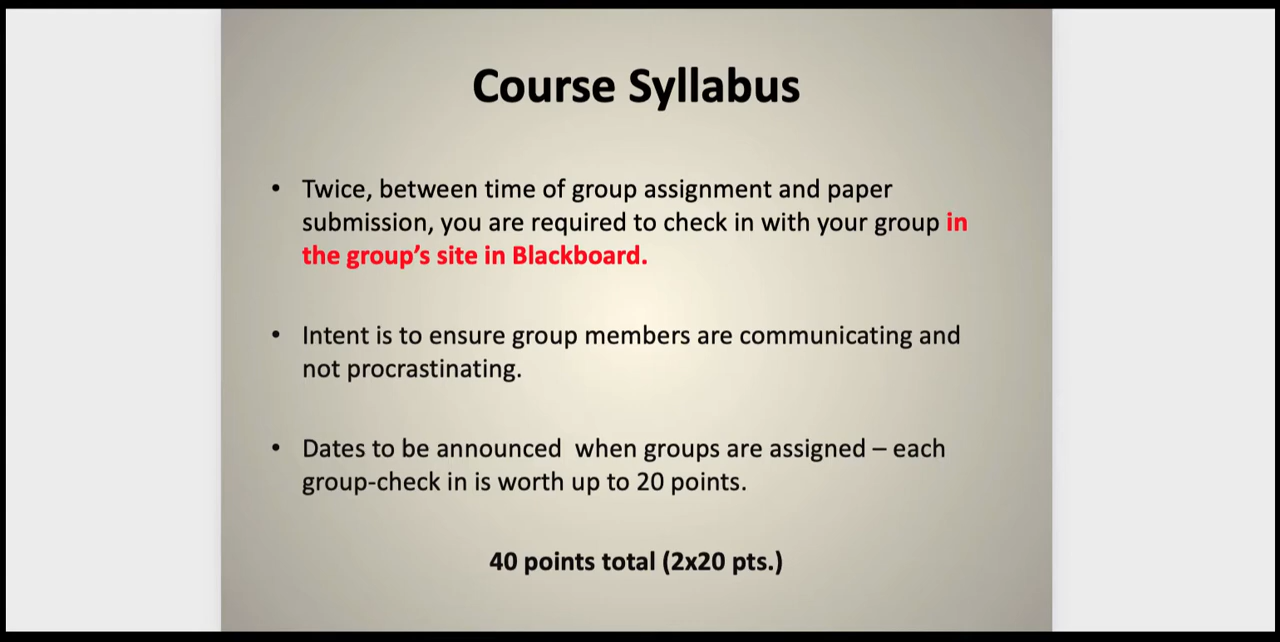 Course Syllabus
• Twice, between time of group assignment and paper
submission, you are required to check in with your group in
the group’s site in Blackboard.
• Intent is to ensure group members are communicating and
not procrastinating.
• Dates to be announced  when groups are assigned – each
group-check in is worth up to 20 points.
40 points total (2x20 pts.)